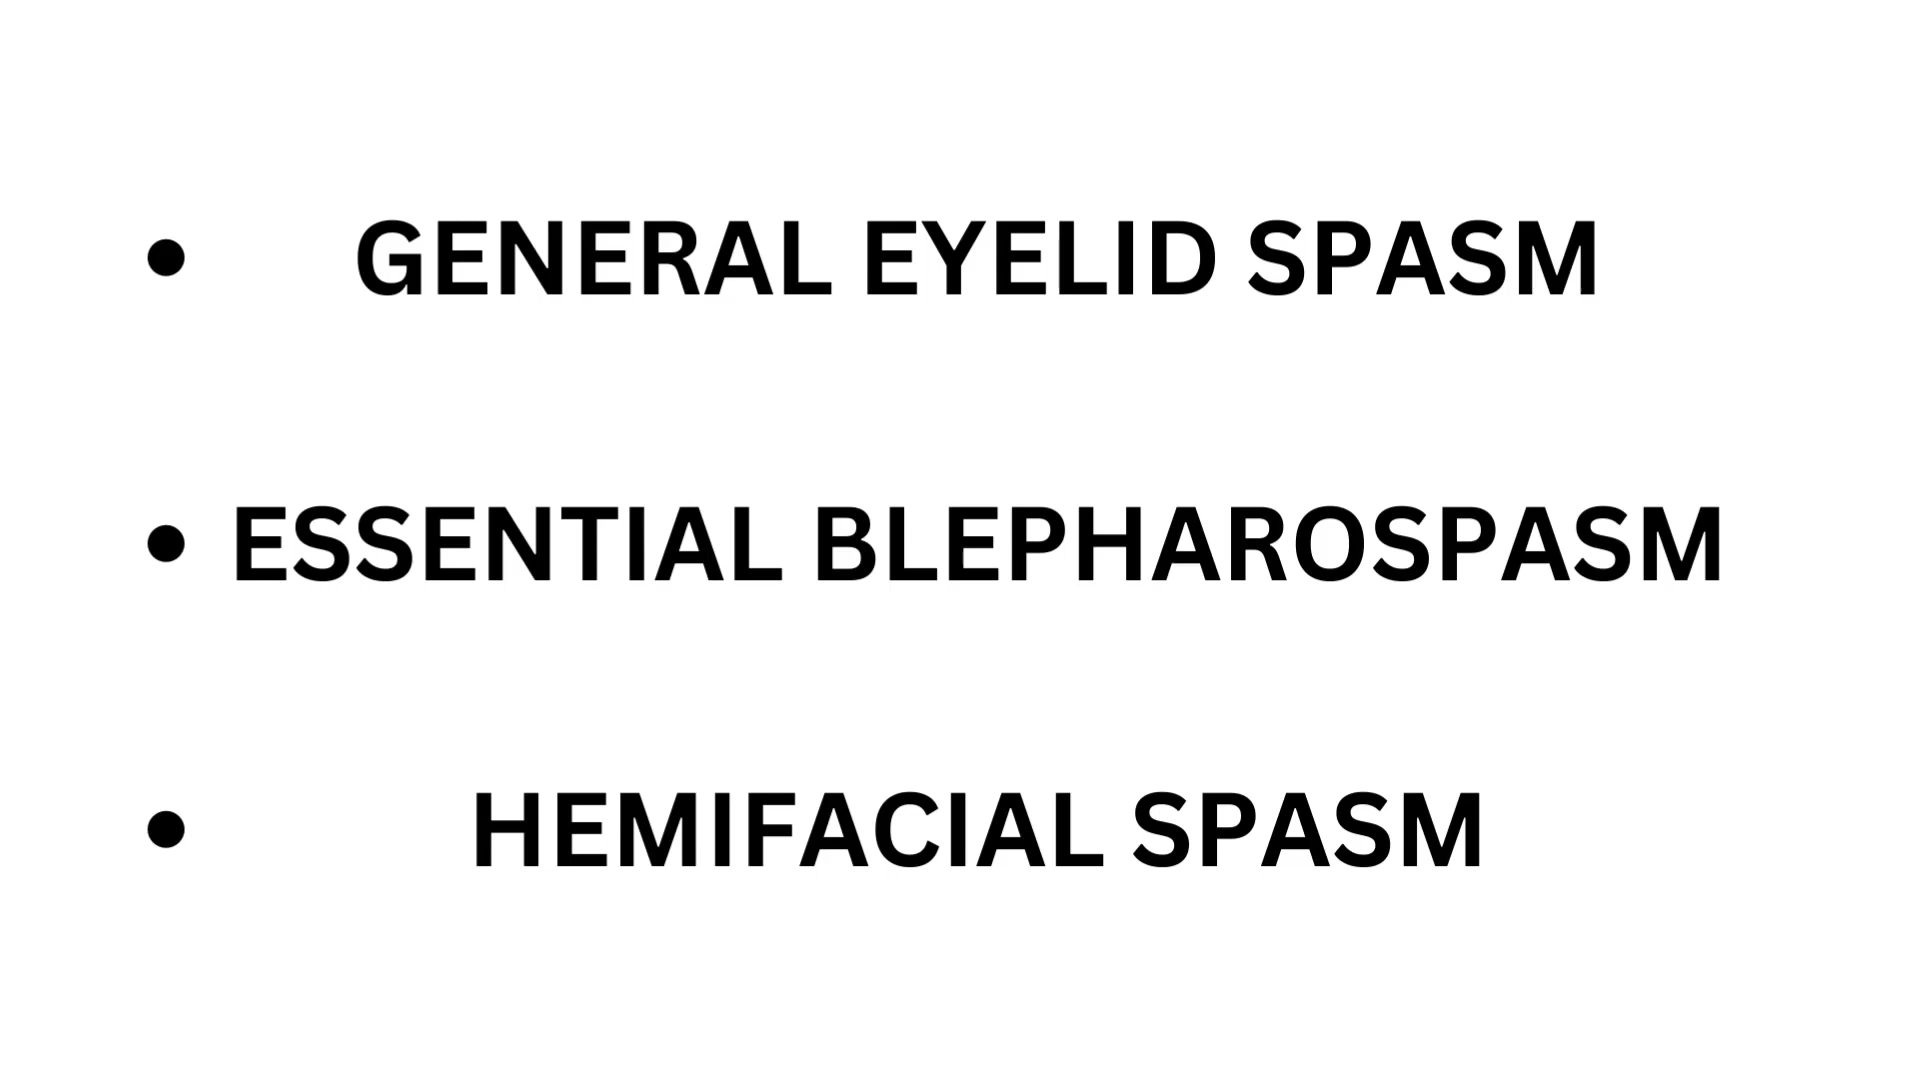 • GENERAL EYELID SPASM
• ESSENTIAL BLEPHAROSPASM
• HEMIFACIAL SPASM